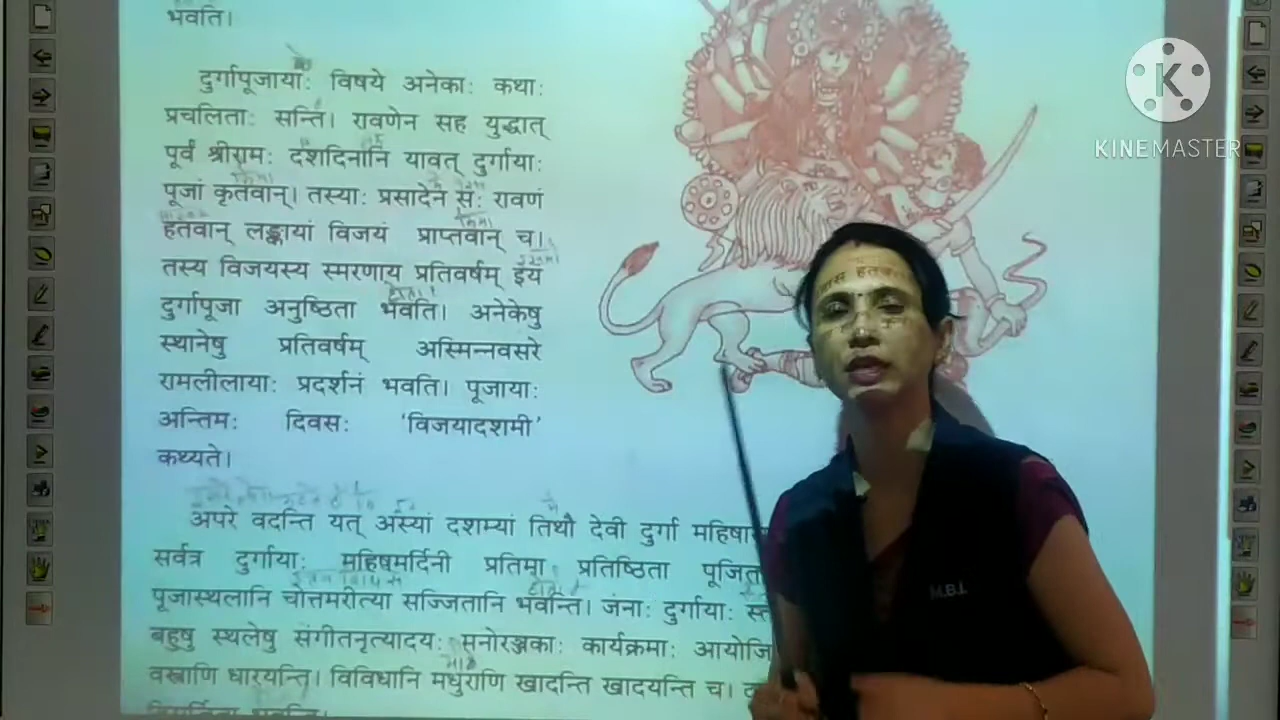 भवति।
दुर्गापूजायाः विषये अनेकाः कथाः
प्रचलिताः सन्ति। रावणेन सह युद्धात्
पूर्वं श्रीरामः दशदिनानि यावत् दुर्गायाः
पूजां कृतवान्। तस्याः प्रसादेन सः रावणं
हतवान् लङ्कायां विजयं प्राप्तवान् च।
तस्य विजयस्य स्मरणाय प्रतिवर्षम् इयं
दुर्गापूजा अनुष्ठिता भवति। अनेकेषु
स्थानेषु प्रतिवर्षम् अस्मिन्नवसरे
रामलीलायाः प्रदर्शनं भवति। पूजायाः
अन्तिमः दिवसः 'विजयादशमी'
कथ्यते।
अपरे वदन्ति यत् अस्यां दशम्यां तिथौ देवी दुर्गा
सर्वत्र दुर्गायाः महिषमर्दिनी प्रतिमा प्रतिष्ठिता
पूजास्थलानि चोत्तमरीत्या सज्जितानि भवन्ति। जनाः दुर्गायाः
बहुषु स्थलेषु संगीतनृत्यादयः मनोरञ्जकाः कार्यक्रमाः
वस्त्राणि धारयन्ति। विविधानि मधुराणि खादन्ति खादयन्ति च।
K
KINEMASTER
M.B.I.